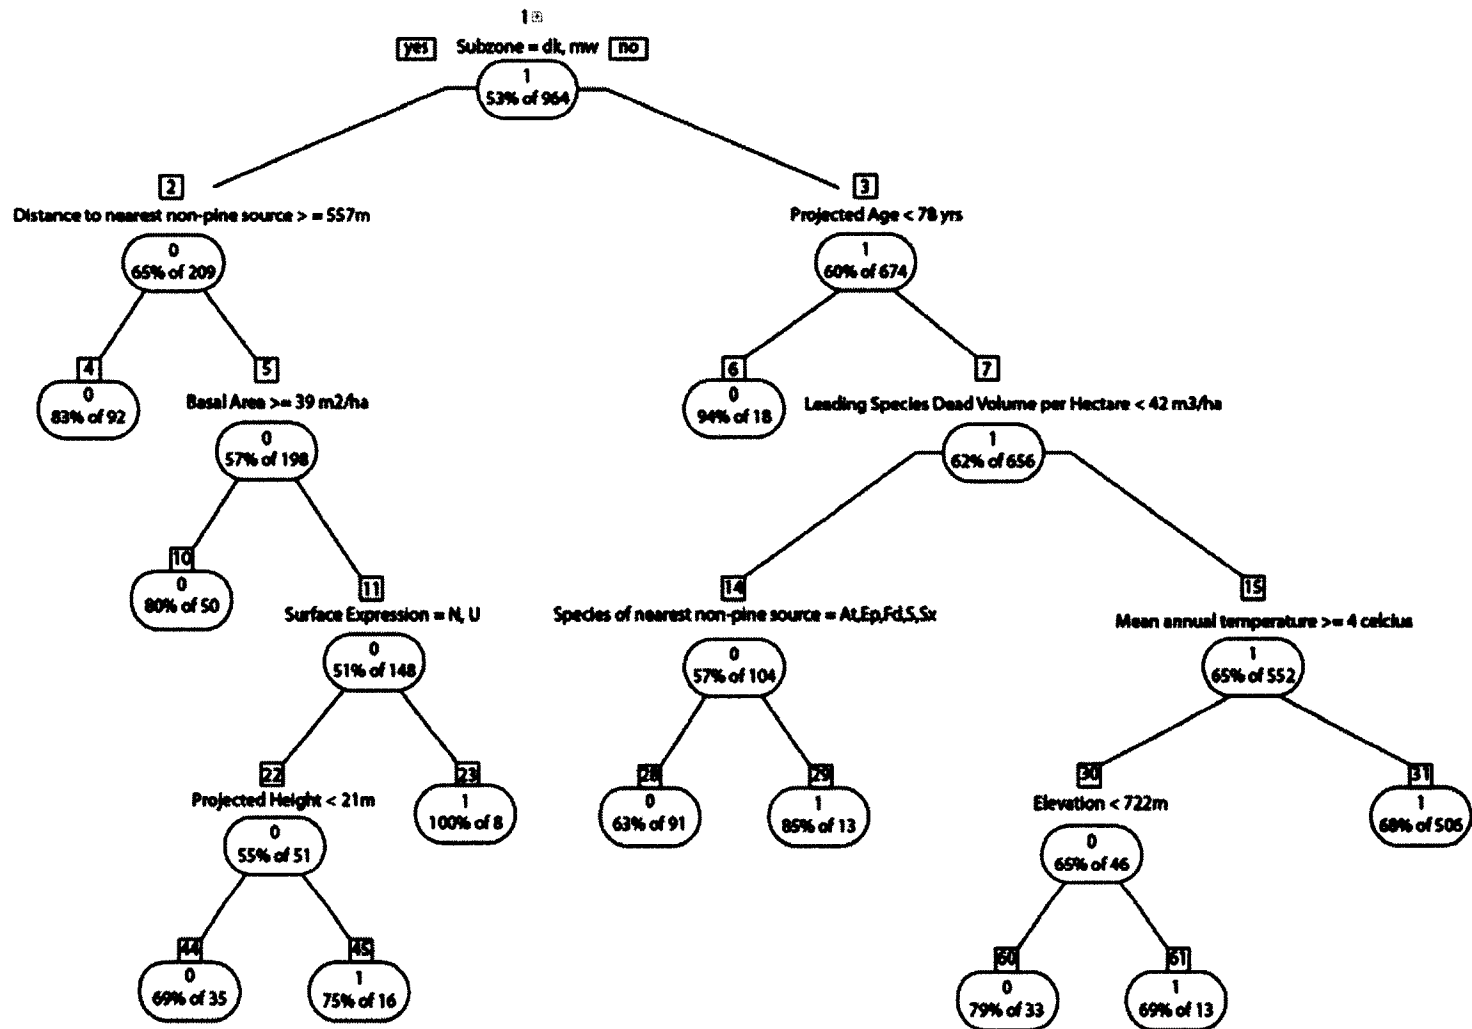 1
yes Subzone = dk, mw no
1
53% of 964
2
3
Distance to nearest non-pine source > = 557m
Projected Age < 78 yrs
0
65% of 209
1
60% of 674
4
5
6
7
0
83% of 92
Basal Area >= 39 m2/ha
0
94% of 18
Leading Species Dead Volume per Hectare < 42 m3/ha
0
57% of 198
1
62% of 656
10
11
14
15
0
80% of 50
Surface Expression = N, U
Species of nearest non-pine source = At,Ep,Fd,S,Sx
Mean annual temperature >= 4 celcius
0
51% of 148
0
57% of 104
1
65% of 552
22
23
28
29
30
31
Projected Height < 21m
1
100% of 8
0
63% of 91
1
85% of 13
Elevation < 722m
1
68% of 506
0
55% of 51
0
65% of 46
44
45
60
61
0
69% of 35
1
75% of 16
0
79% of 33
1
69% of 13